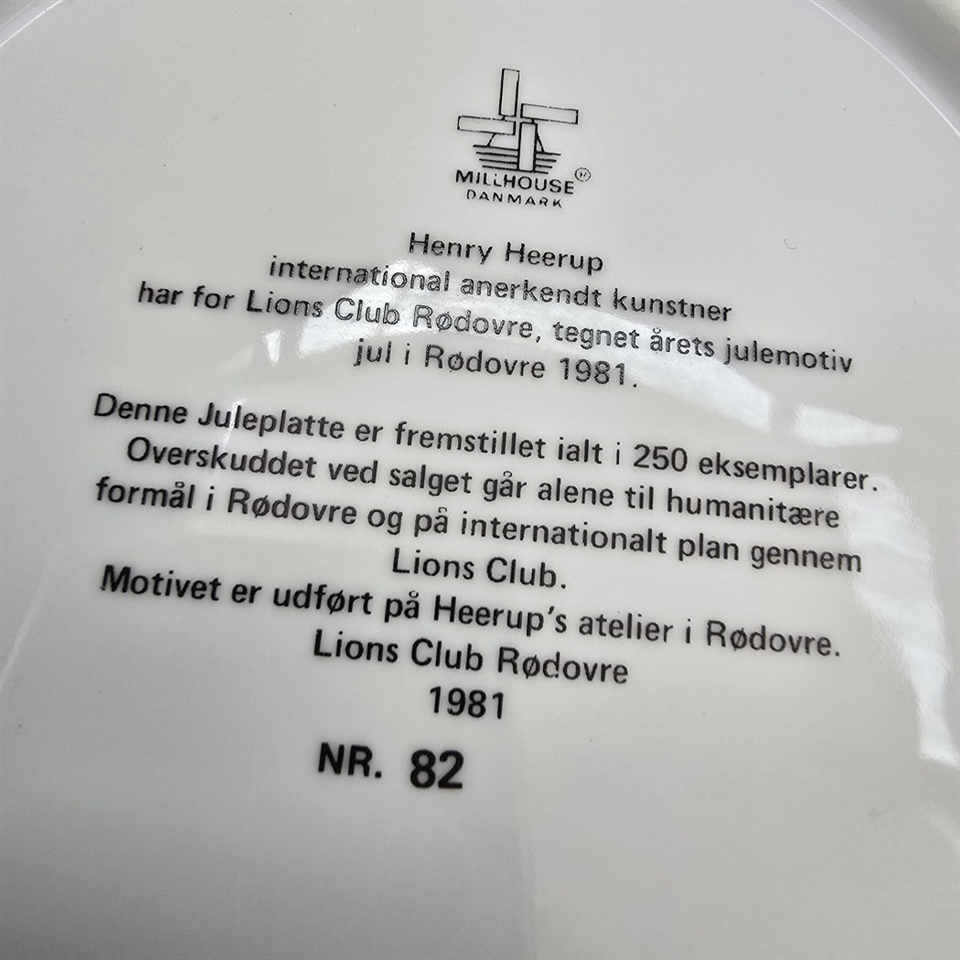 MILLHOUSE
DANMARK
Henry Heerup
international anerkendt kunstner
har for Lions Club Rødovre, tegnet årets julemotiv
jul i Rødovre 1981.
Denne Juleplatte er fremstillet ialt i 250 eksemplarer.
Overskuddet ved salget går alene til humanitære
formål i Rødovre og på internationalt plan gennem
Lions Club.
Motivet er udført på Heerup's atelier i Rødovre.
Lions Club Rødovre
1981
NR. 82